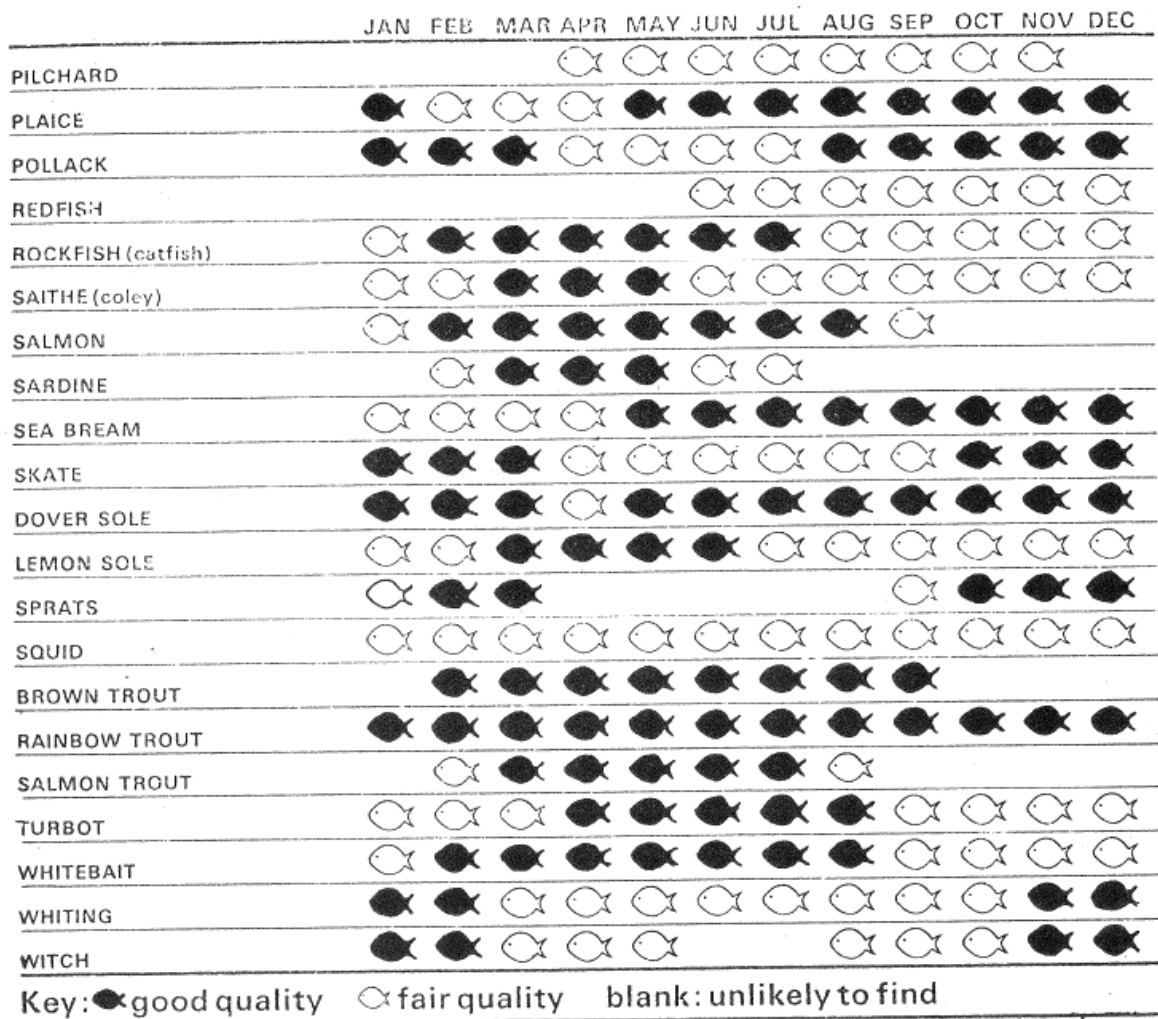 JAN FEB MAR APR MAY JUN JUL AUG SEP OCT NOV DEC
PILCHARD
PLAICE
POLLACK
REDFISH
ROCKFISH (catfish)
SAITHE (coley)
SALMON
SARDINE
SEA BREAM
SKATE
DOVER SOLE
LEMON SOLE
SPRATS
SQUID
BROWN TROUT
RAINBOW TROUT
SALMON TROUT
TURBOT
WHITEBAIT
WHITING
WITCH
Key: good quality fair quality blank: unlikely to find